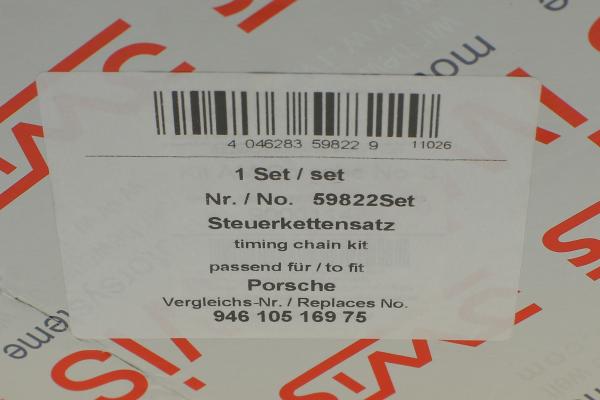 4 046283 59822 9 11026
1 Set / set
Nr. / No. 59822Set
Steuerkettensatz
timing chain kit
passend für / to fit
Porsche
Vergleichs-Nr. / Replaces No.
946 105 169 75